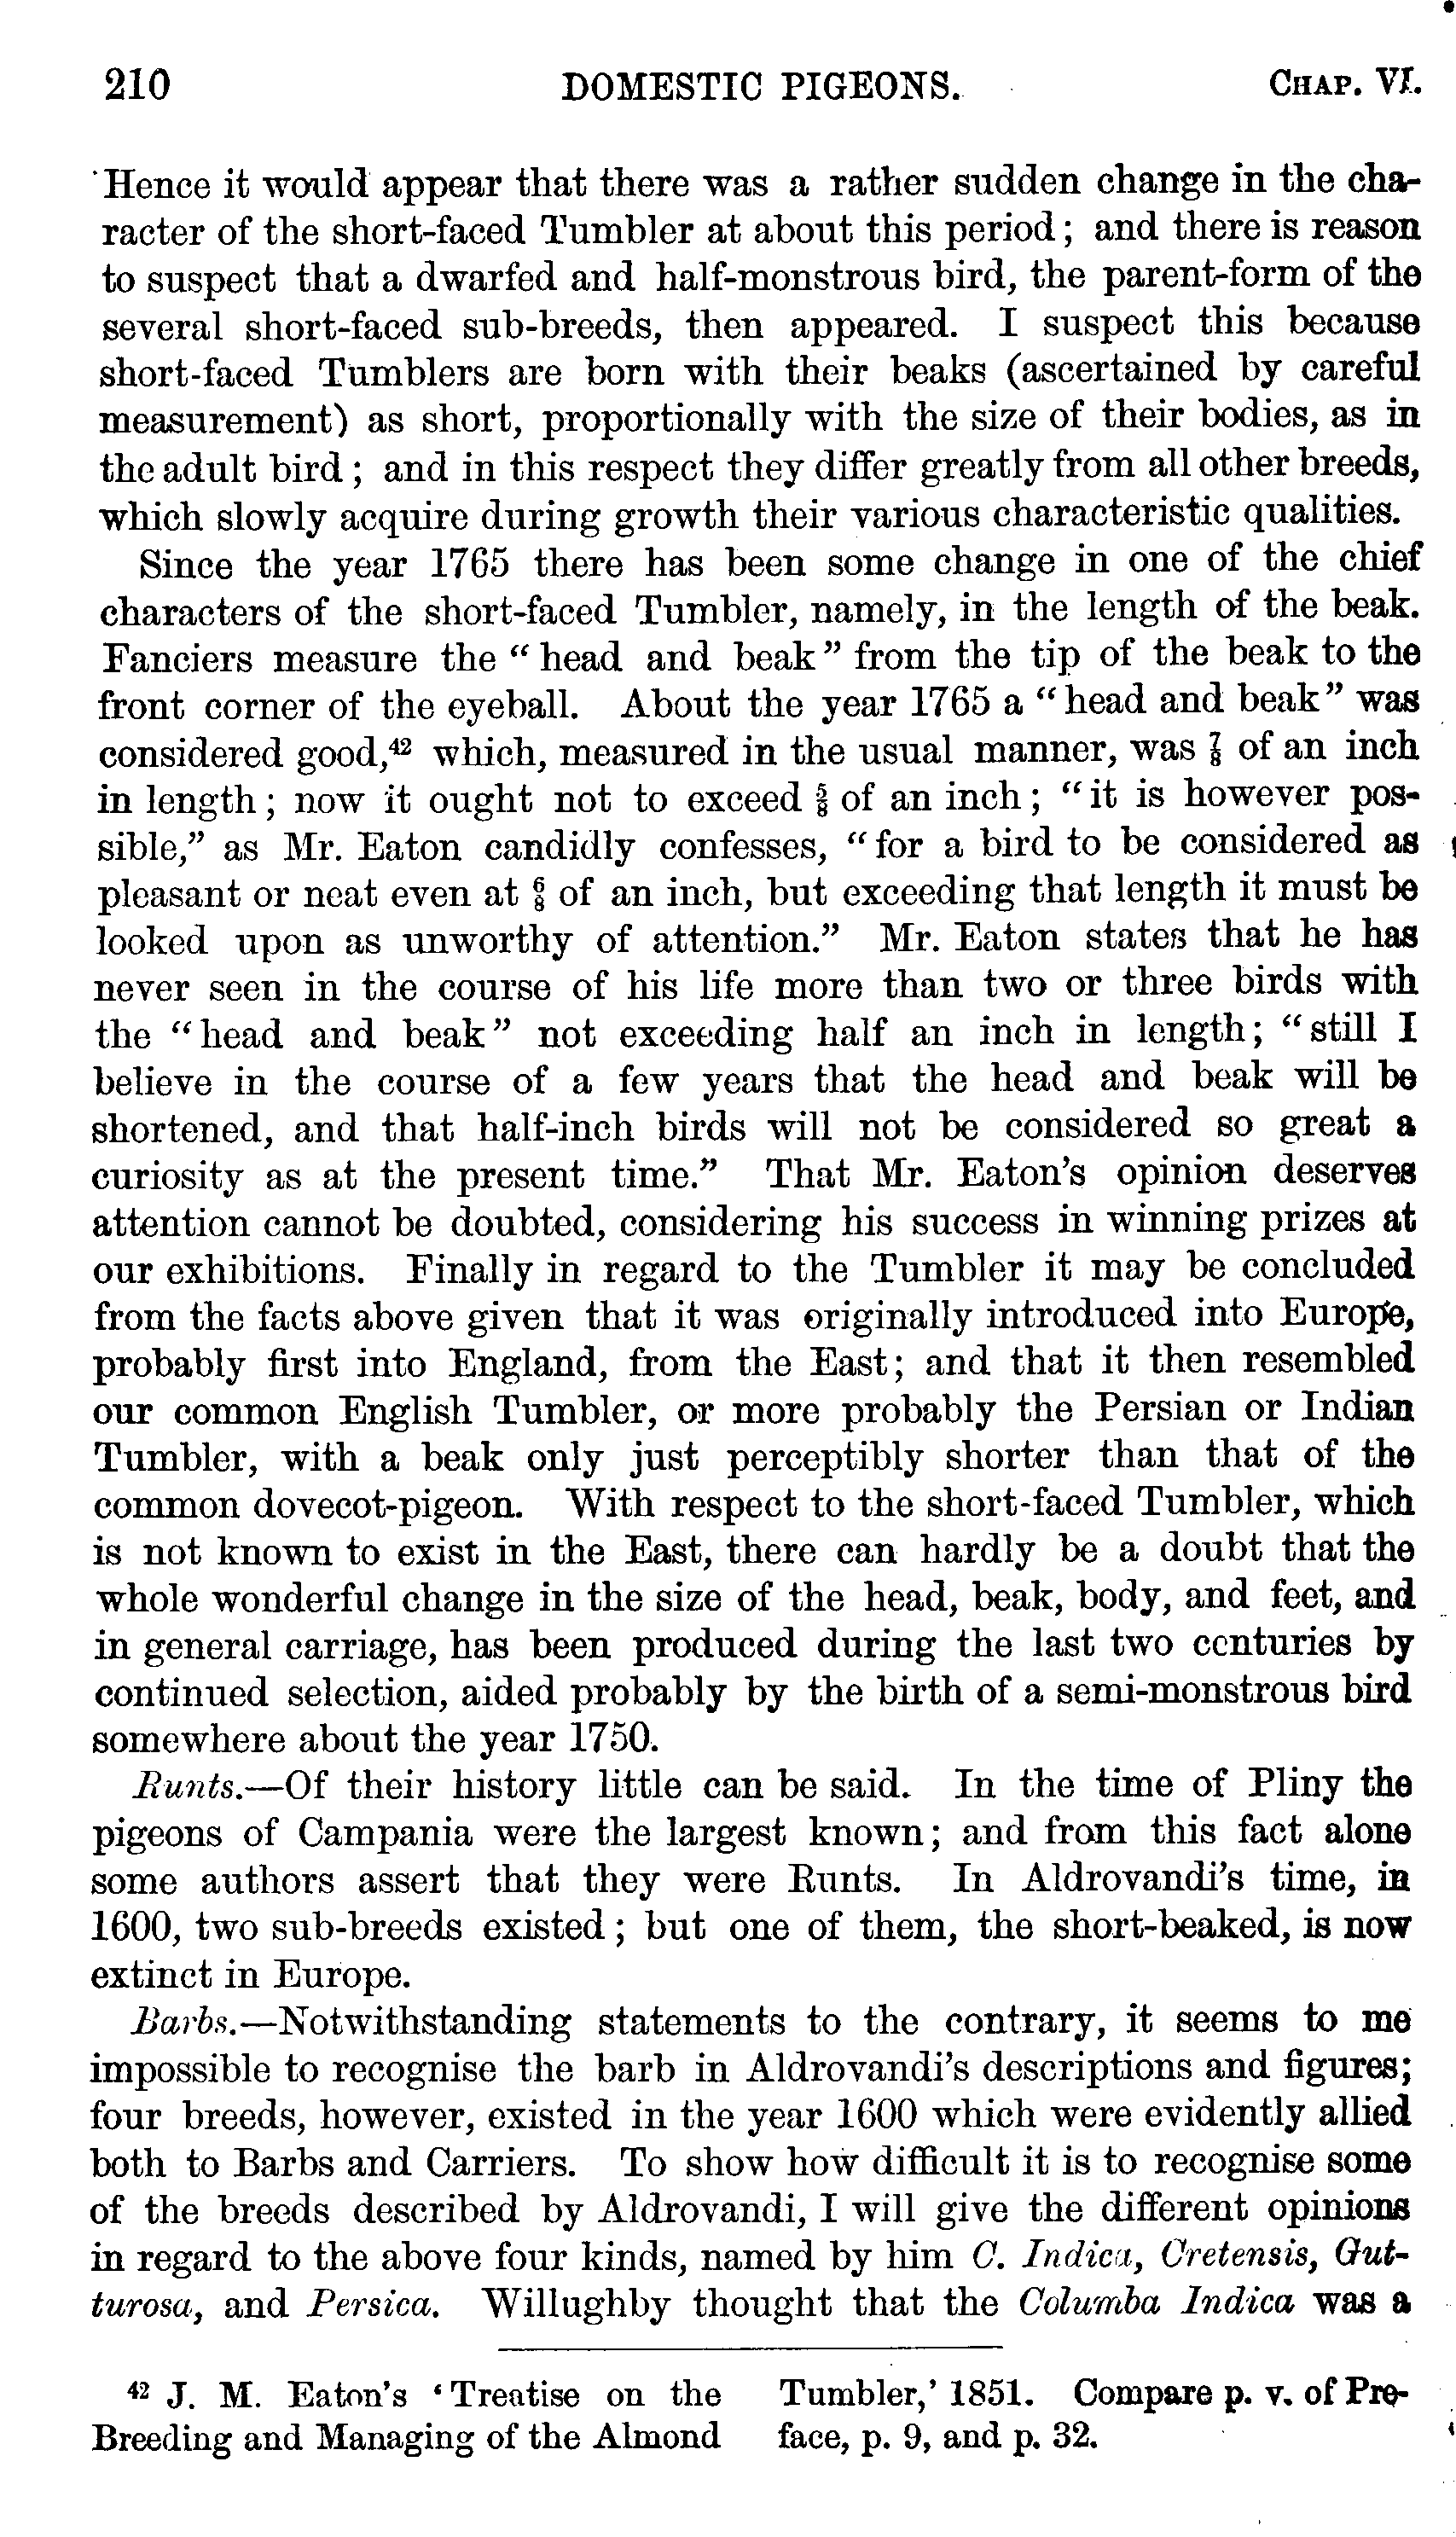 210 DOMESTIC PIGEONS. CHAP. VI.
Hence it would appear that there was a rather sudden change in the cha-
racter of the short-faced Tumbler at about this period; and there is reason
to suspect that a dwarfed and half-monstrous bird, the parent-form of the
several short-faced sub-breeds, then appeared. I suspect this because
short-faced Tumblers are born with their beaks (ascertained by careful
measurement) as short, proportionally with the size of their bodies, as in
the adult bird; and in this respect they differ greatly from all other breeds,
which slowly acquire during growth their various characteristic qualities.
Since the year 1765 there has been some change in one of the chief
characters of the short-faced Tumbler, namely, in the length of the beak.
Fanciers measure the “head and beak” from the tip of the beak to the
front corner of the eyeball. About the year 1765 a “head and beak” was
considered good,⁴² which, measured in the usual manner, was ⅞ of an inch
in length; now it ought not to exceed ⅝ of an inch; “it is however pos-
sible,” as Mr. Eaton candidly confesses, “for a bird to be considered as
pleasant or neat even at 6/8 of an inch, but exceeding that length it must be
looked upon as unworthy of attention.” Mr. Eaton states that he has
never seen in the course of his life more than two or three birds with
the “head and beak” not exceeding half an inch in length; “still I
believe in the course of a few years that the head and beak will be
shortened, and that half-inch birds will not be considered so great a
curiosity as at the present time.” That Mr. Eaton’s opinion deserves
attention cannot be doubted, considering his success in winning prizes at
our exhibitions. Finally in regard to the Tumbler it may be concluded
from the facts above given that it was originally introduced into Europe,
probably first into England, from the East; and that it then resembled
our common English Tumbler, or more probably the Persian or Indian
Tumbler, with a beak only just perceptibly shorter than that of the
common dovecot-pigeon. With respect to the short-faced Tumbler, which
is not known to exist in the East, there can hardly be a doubt that the
whole wonderful change in the size of the head, beak, body, and feet, and
in general carriage, has been produced during the last two centuries by
continued selection, aided probably by the birth of a semi-monstrous bird
somewhere about the year 1750.
Runts.—Of their history little can be said. In the time of Pliny the
pigeons of Campania were the largest known; and from this fact alone
some authors assert that they were Runts. In Aldrovandi’s time, in
1600, two sub-breeds existed; but one of them, the short-beaked, is now
extinct in Europe.
Barbs.—Notwithstanding statements to the contrary, it seems to me
impossible to recognise the barb in Aldrovandi’s descriptions and figures;
four breeds, however, existed in the year 1600 which were evidently allied
both to Barbs and Carriers. To show how difficult it is to recognise some
of the breeds described by Aldrovandi, I will give the different opinions
in regard to the above four kinds, named by him C. Indica, Cretensis, Gut-
turosa, and Persica. Willughby thought that the Columba Indica was a
⁴² J. M. Eaton’s ‘Treatise on the
Breeding and Managing of the Almond
Tumbler,’ 1851. Compare p. v. of Pre-
face, p. 9, and p. 32.